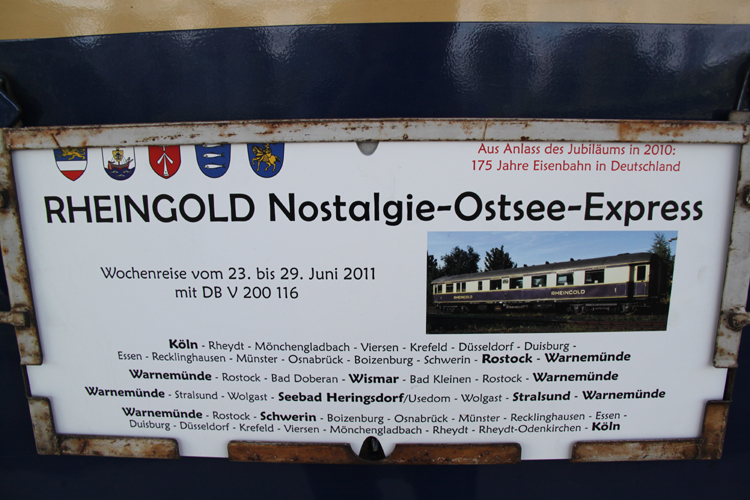 Aus Anlass des Jubiläums in 2010:
175 Jahre Eisenbahn in Deutschland
RHEINGOLD Nostalgie-Ostsee-Express
Wochenreise vom 23. bis 29. Juni 2011
mit DB V 200 116
RHEINGOLD
Köln - Rheydt - Mönchengladbach - Viersen - Krefeld - Düsseldorf - Duisburg -
Essen - Recklinghausen - Münster - Osnabrück - Boizenburg - Schwerin - Rostock - Warnemünde
Warnemünde - Rostock - Bad Doberan - Wismar - Bad Kleinen - Rostock - Warnemünde
Warnemünde - Stralsund - Wolgast - Seebad Heringsdorf/Usedom - Wolgast - Stralsund - Warnemünde
Warnemünde - Rostock - Schwerin - Boizenburg - Osnabrück - Münster - Recklinghausen - Essen -
Duisburg - Düsseldorf - Krefeld - Viersen - Mönchengladbach - Rheydt - Rheydt-Odenkirchen - Köln